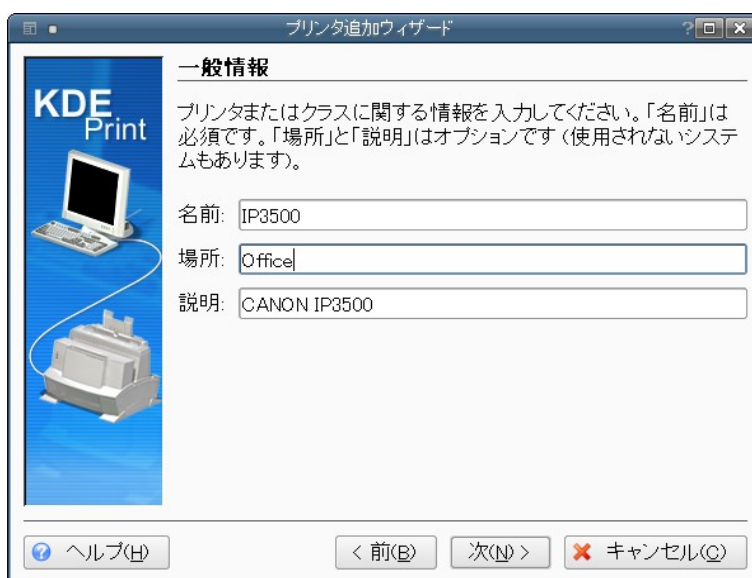 プリンタ追加ウィザード
?
KDE
Print
一般情報
プリンタまたはクラスに関する情報を入力してください。「名前」は
必須です。「場所」と「説明」はオプションです (使用されないシステ
ムもあります)。
名前: IP3500
場所: Office
説明: CANON IP3500
? ヘルプ(H)
< 前(B)
次(N) >
キャンセル(C)